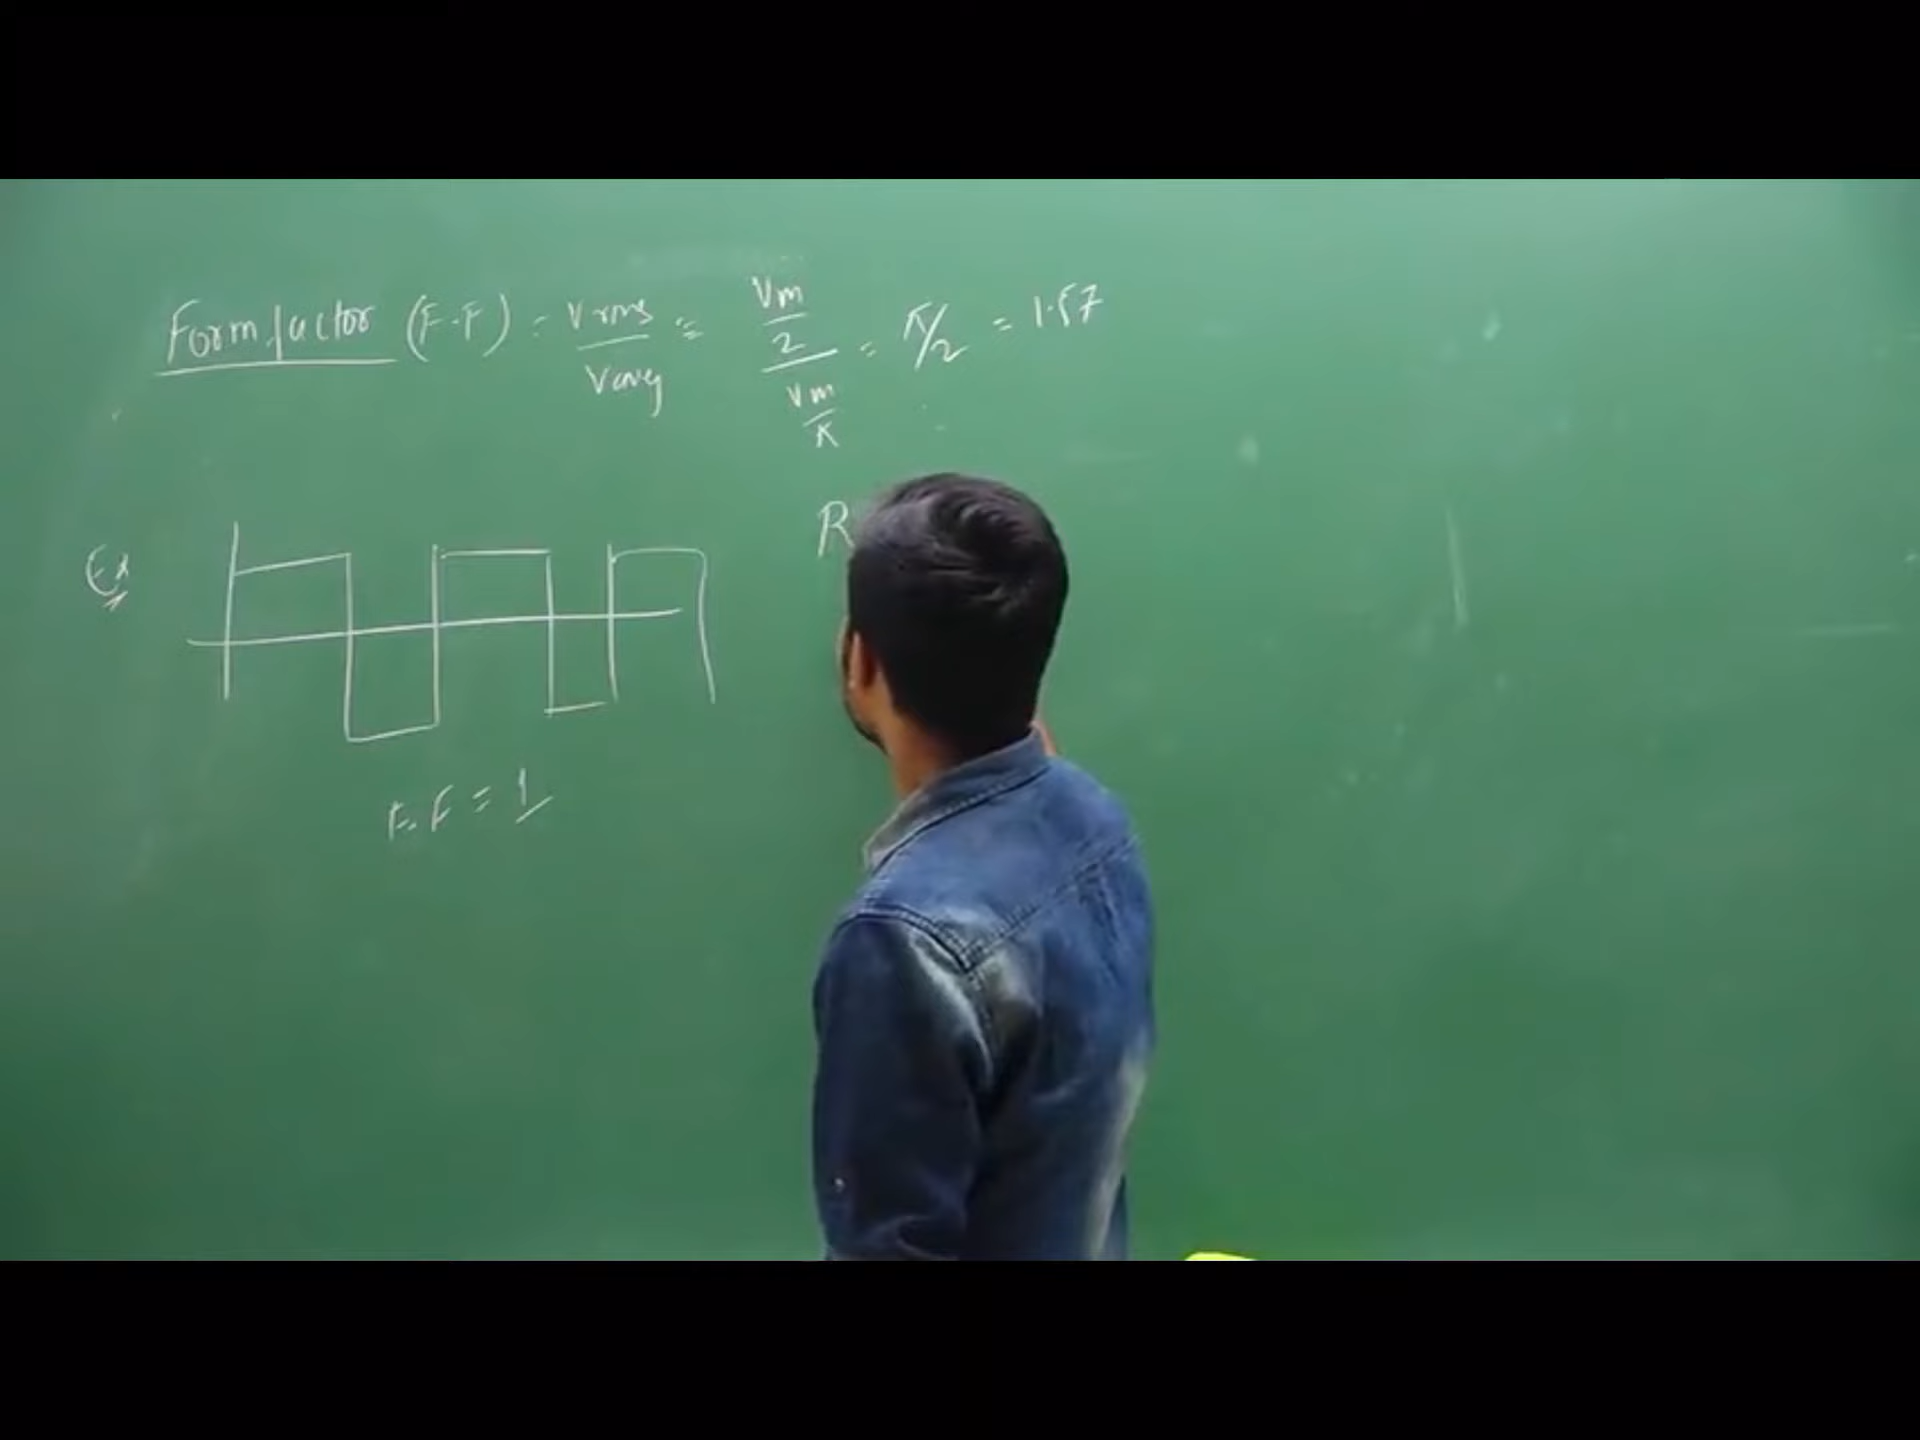 Form factor (F.F) = Vrms / Vavg = Vm/2 / Vm/π = π/2 = 1.57
Ex
R
F.F = 1